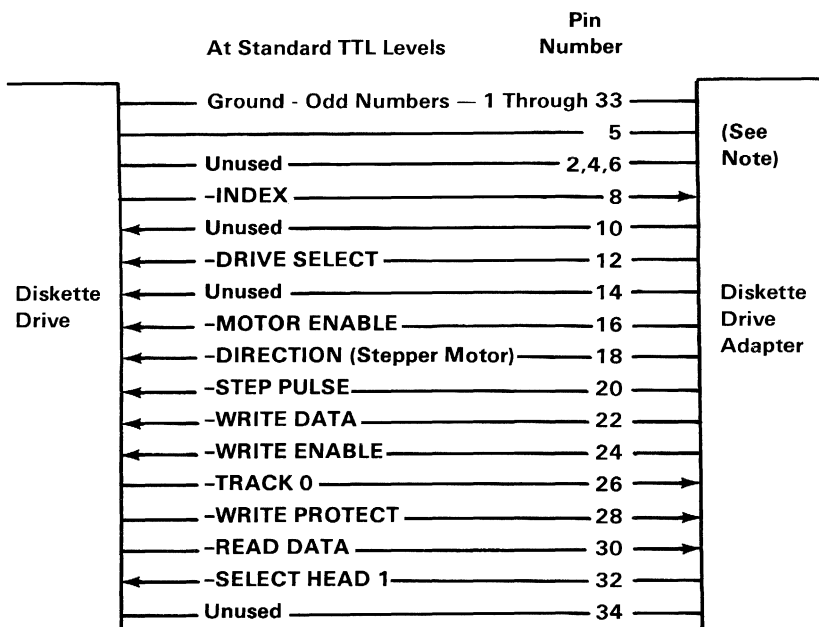 Pin
At Standard TTL Levels Number
Ground - Odd Numbers — 1 Through 33
5 (See
Unused 2,4,6 Note)
–INDEX 8
Unused 10
–DRIVE SELECT 12
Diskette Unused 14 Diskette
Drive –MOTOR ENABLE 16 Drive
–DIRECTION (Stepper Motor) 18 Adapter
–STEP PULSE 20
–WRITE DATA 22
–WRITE ENABLE 24
–TRACK 0 26
–WRITE PROTECT 28
–READ DATA 30
–SELECT HEAD 1 32
Unused 34